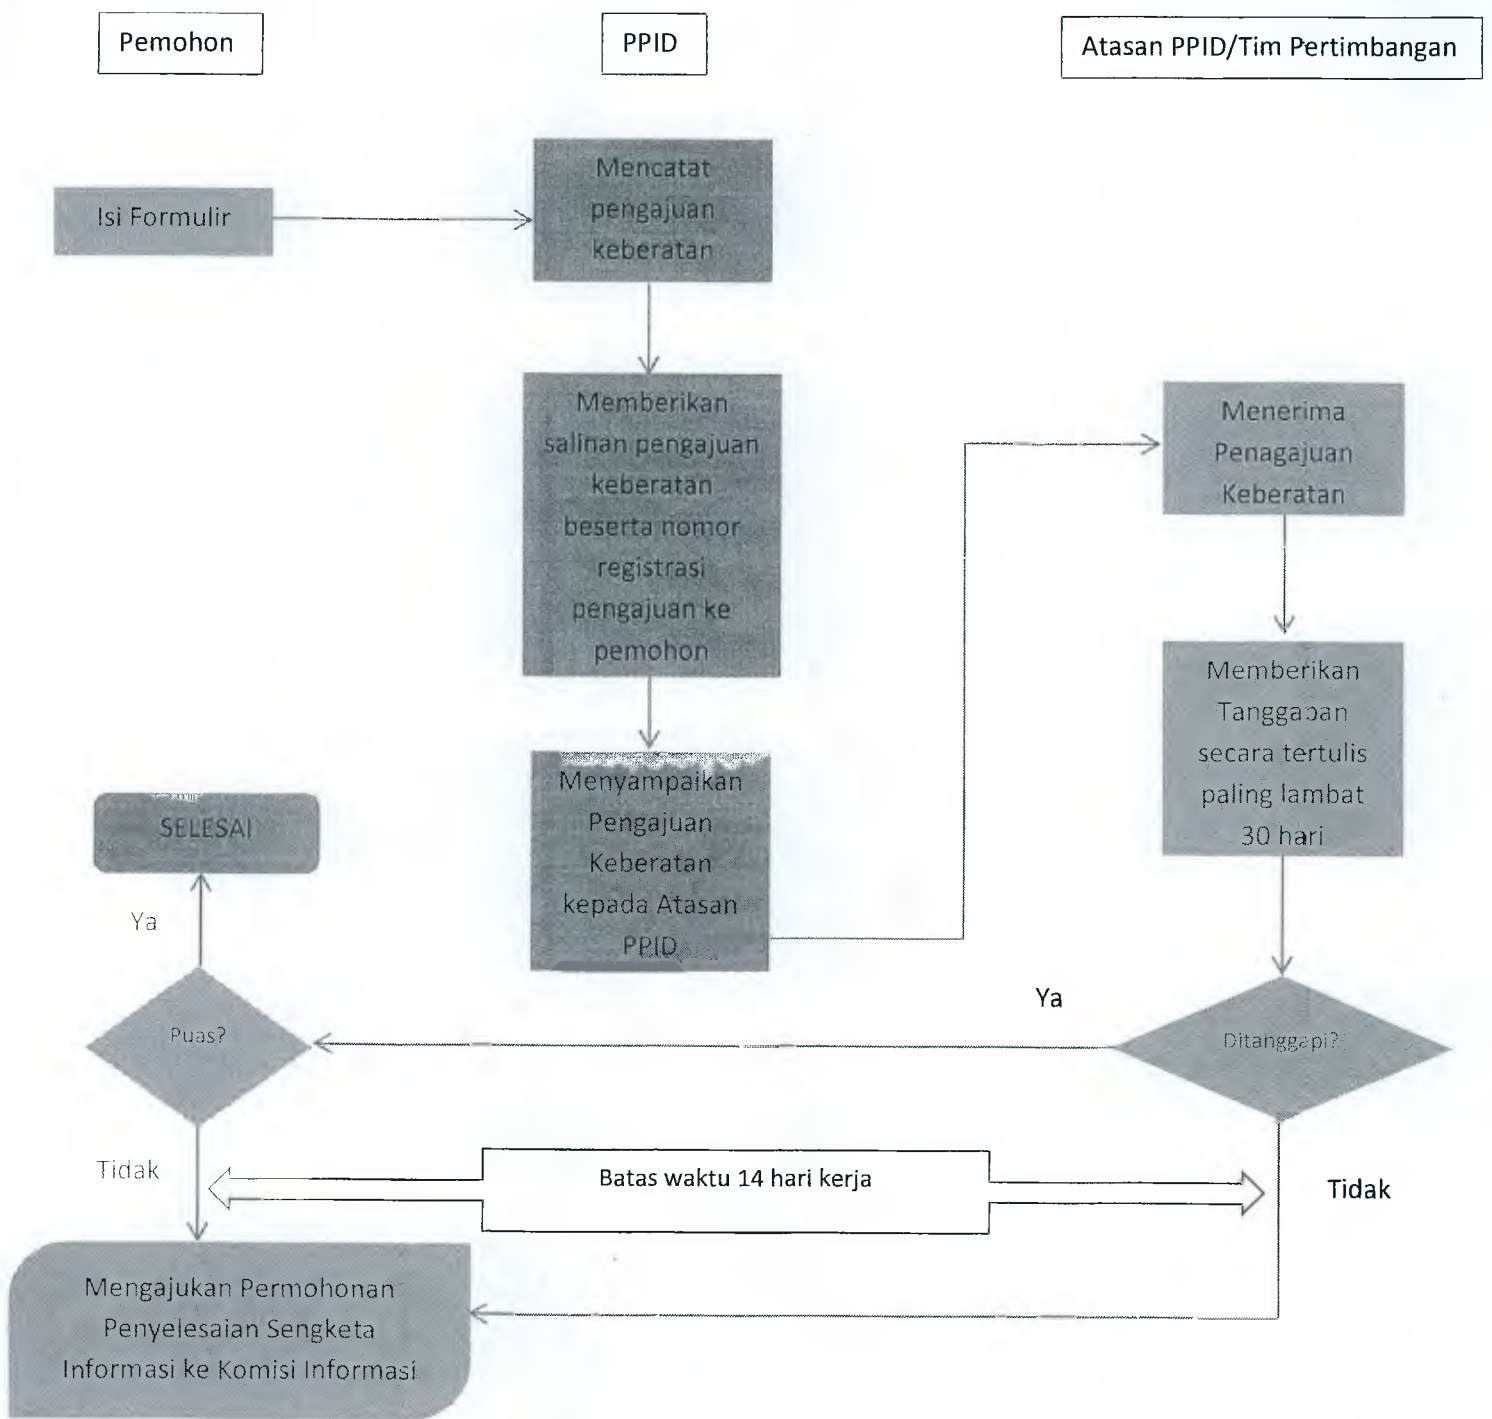 Pemohon
PPID
Atasan PPID/Tim Pertimbangan
Isi Formulir
Mencatat
pengajuan
keberatan
Memberikan
salinan pengajuan
keberatan
beserta nomor
registrasi
pengajuan ke
pemohon
Menyampaikan
Pengajuan
Keberatan
kepada Atasan
PPID
Menerima
Penagajuan
Keberatan
Memberikan
Tanggapan
secara tertulis
paling lambat
30 hari
Ditanggapi?
Ya
Tidak
Puas?
Ya
SELESAI
Tidak
Batas waktu 14 hari kerja
Mengajukan Permohonan
Penyelesaian Sengketa
Informasi ke Komisi Informasi